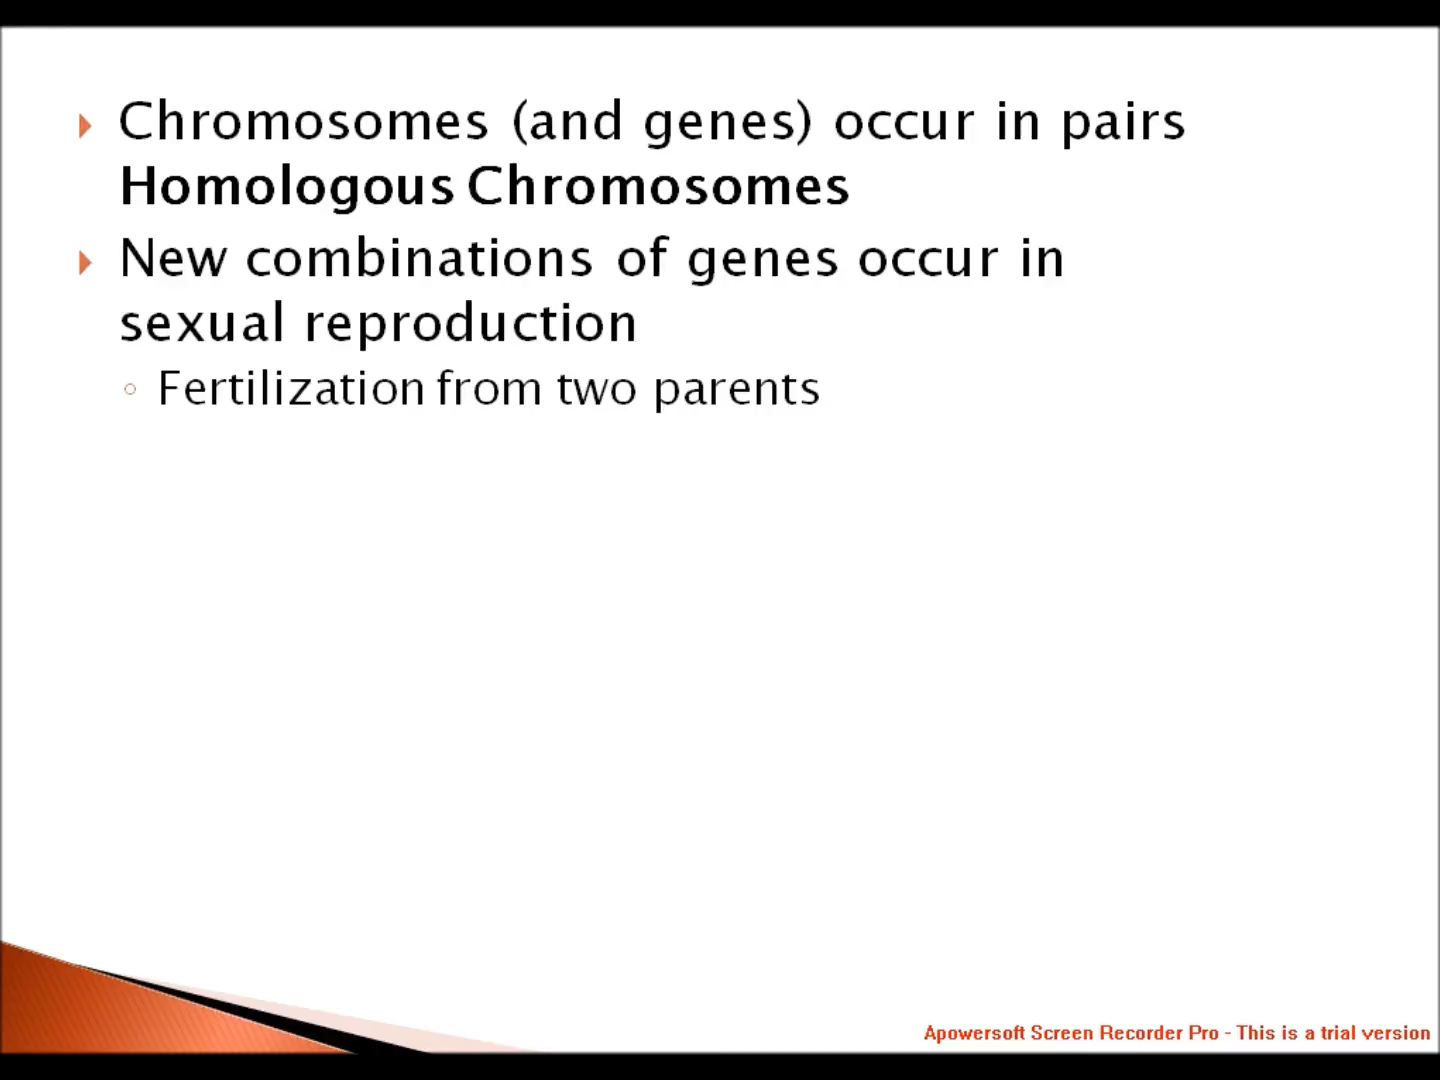 Chromosomes (and genes) occur in pairs
Homologous Chromosomes
New combinations of genes occur in
sexual reproduction
Fertilization from two parents
Apowersoft Screen Recorder Pro - This is a trial version